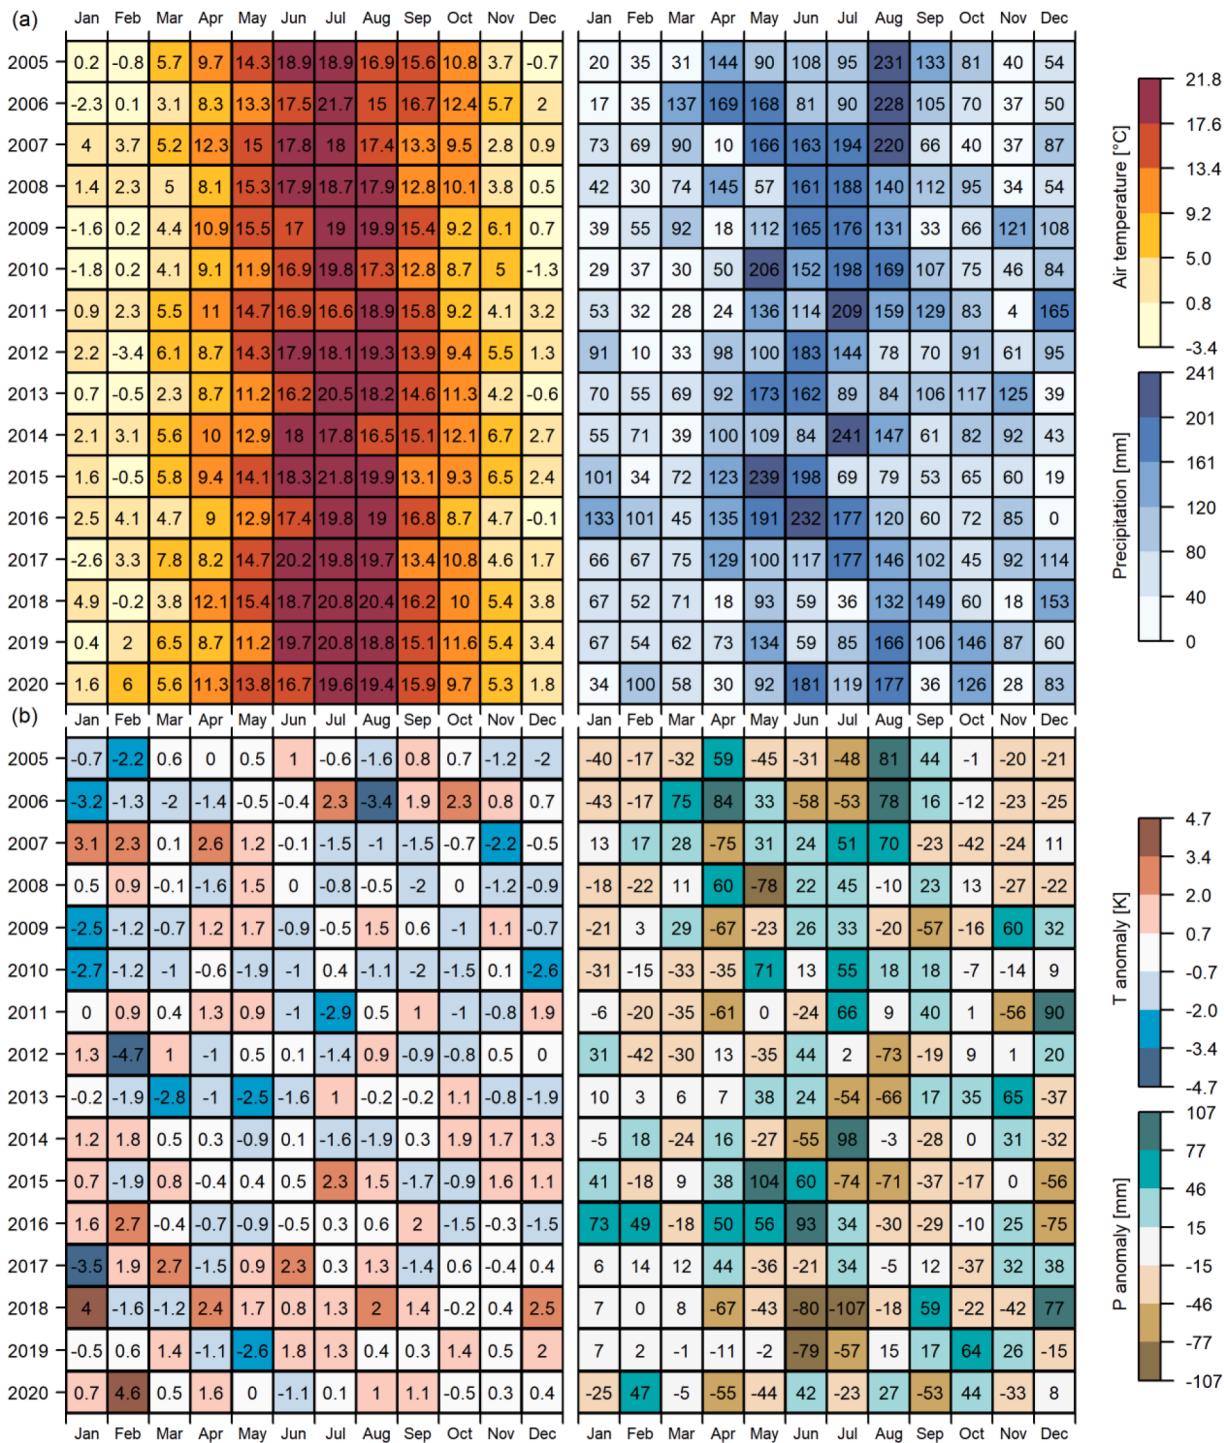 (a) Jan Feb Mar Apr May Jun Jul Aug Sep Oct Nov Dec Jan Feb Mar Apr May Jun Jul Aug Sep Oct Nov Dec
2005 0.2 -0.8 5.7 9.7 14.3 18.9 18.9 16.9 15.6 10.8 3.7 -0.7 20 35 31 144 90 108 95 231 133 81 40 54
2006 -2.3 0.1 3.1 8.3 13.3 17.5 21.7 15 16.7 12.4 5.7 2 17 35 137 169 168 81 90 228 105 70 37 50
2007 4 3.7 5.2 12.3 15 17.8 18 17.4 13.3 9.5 2.8 0.9 73 69 90 10 166 163 194 220 66 40 37 87
2008 1.4 2.3 5 8.1 15.3 17.9 18.7 17.9 12.8 10.1 3.8 0.5 42 30 74 145 57 161 188 140 112 95 34 54
2009 -1.6 0.2 4.4 10.9 15.5 17 19 19.9 15.4 9.2 6.1 0.7 39 55 92 18 112 165 176 131 33 66 121 108
2010 -1.8 0.2 4.1 9.1 11.9 16.9 19.8 17.3 12.8 8.7 5 -1.3 29 37 30 50 206 152 198 169 107 75 46 84
2011 0.9 2.3 5.5 11 14.7 16.9 16.6 18.9 15.8 9.2 4.1 3.2 53 32 28 24 136 114 209 159 129 83 4 165
2012 2.2 -3.4 6.1 8.7 14.3 17.9 18.1 19.3 13.9 9.4 5.5 1.3 91 10 33 98 100 183 144 78 70 91 61 95
2013 0.7 -0.5 2.3 8.7 11.2 16.2 20.5 18.2 14.6 11.3 4.2 -0.6 70 55 69 92 173 162 89 84 106 117 125 39
2014 2.1 3.1 5.6 10 12.9 18 17.8 16.5 15.1 12.1 6.7 2.7 55 71 39 100 109 84 241 147 61 82 92 43
2015 1.6 -0.5 5.8 9.4 14.1 18.3 21.8 19.9 13.1 9.3 6.5 2.4 101 34 72 123 239 198 69 79 53 65 60 19
2016 2.5 4.1 4.7 9 12.9 17.4 19.8 19 16.8 8.7 4.7 -0.1 133 101 45 135 191 232 177 120 60 72 85 0
2017 -2.6 3.3 7.8 8.2 14.7 20.2 19.8 19.7 13.4 10.8 4.6 1.7 66 67 75 129 100 117 177 146 102 45 92 114
2018 4.9 -0.2 3.8 12.1 15.4 18.7 20.8 20.4 16.2 10 5.4 3.8 67 52 71 18 93 59 36 132 149 60 18 153
2019 0.4 2 6.5 8.7 11.2 19.7 20.8 18.8 15.1 11.6 5.2 3.4 67 54 62 73 134 59 85 166 106 146 87 60
2020 1.6 6 5.6 11.3 13.8 16.7 19.6 19.4 15.9 9.7 5.3 1.8 34 100 58 30 92 181 119 177 36 126 28 83
Air temperature [°C]
21.8
17.6
13.4
9.2
5.0
0.8
-3.4
Precipitation [mm]
241
201
161
120
80
40
0
(b) Jan Feb Mar Apr May Jun Jul Aug Sep Oct Nov Dec Jan Feb Mar Apr May Jun Jul Aug Sep Oct Nov Dec
2005 -0.7 -2.2 0.6 0 0.5 1 -0.6 -1.6 0.8 0.7 -1.2 -2 -40 -17 -32 59 -45 -31 -48 81 44 -1 -20 -21
2006 -3.2 -1.3 -2 -1.4 -0.5 -0.4 2.3 -3.4 1.9 2.3 0.8 0.7 -43 -17 75 84 33 -58 -53 78 16 -12 -23 -25
2007 3.1 2.3 0.1 2.6 1.2 -0.1 -1.5 -1 -1.5 -0.7 -2.2 -0.5 13 17 28 -75 31 24 51 70 -23 -42 -24 11
2008 0.5 0.9 -0.1 -1.6 1.5 0 -0.8 -0.5 -2 0 -1.2 -0.9 -18 -22 11 60 -78 22 45 -10 23 13 -27 -22
2009 -2.5 -1.2 -0.7 1.2 1.7 -0.9 -0.5 1.5 0.6 -1 1.1 -0.7 -21 3 29 -67 -23 26 33 -20 -57 -16 60 32
2010 -2.7 -1.2 -1 -0.6 -1.9 -1 0.4 -1.1 -2 -1.5 0.1 -2.6 -31 -15 -33 -35 71 13 55 18 18 -7 -14 9
2011 0 0.9 0.4 1.3 0.9 -1 -2.9 0.5 1 -1 -0.8 1.9 -6 -20 -35 -61 0 -24 66 9 40 1 -56 90
2012 1.3 -4.7 1 -1 0.5 0.1 -1.4 0.9 -0.9 -0.8 0.5 0 31 -42 -30 13 -35 44 2 -73 -19 9 1 20
2013 -0.2 -1.9 -2.8 -1 -2.5 -1.6 1 -0.2 -0.2 1.1 -0.8 -1.9 10 3 6 7 38 24 -54 -66 17 35 65 -37
2014 1.2 1.8 0.5 0.3 -0.9 0.1 -1.6 -1.9 0.3 1.9 1.7 1.3 -5 18 -24 16 -27 -55 98 -3 -28 0 31 -32
2015 0.7 -1.9 0.8 -0.4 0.4 0.5 2.3 1.5 -1.7 -0.9 1.6 1.1 41 -18 9 38 104 60 -74 -71 -37 -17 0 -56
2016 1.6 2.7 -0.4 -0.7 -0.9 -0.5 0.3 0.6 2 -1.5 -0.3 -1.5 73 49 -18 50 56 93 34 -30 -29 -10 25 -75
2017 -3.5 1.9 2.7 -1.5 0.9 2.3 0.3 1.3 -1.4 0.6 -0.4 0.4 6 14 12 44 -36 -21 34 -5 12 -37 32 38
2018 4 -1.6 -1.2 2.4 1.7 0.8 1.3 2 1.4 -0.2 0.4 2.5 7 0 8 -67 -43 -80 -107 -18 59 -22 -42 77
2019 -0.5 0.6 1.4 -1.1 -2.6 1.8 1.3 0.4 0.3 1.4 0.5 2 7 2 -1 -11 -2 -79 -57 15 17 64 26 -15
2020 0.7 4.6 0.5 1.6 0 -1.1 0.1 1 1.1 -0.5 0.3 0.4 -25 47 -5 -55 -44 42 -23 27 -53 44 -33 8
Jan Feb Mar Apr May Jun Jul Aug Sep Oct Nov Dec Jan Feb Mar Apr May Jun Jul Aug Sep Oct Nov Dec
T anomaly [K]
4.7
3.4
2.0
0.7
-0.7
-2.0
-3.4
-4.7
P anomaly [mm]
107
77
46
15
-15
-46
-77
-107